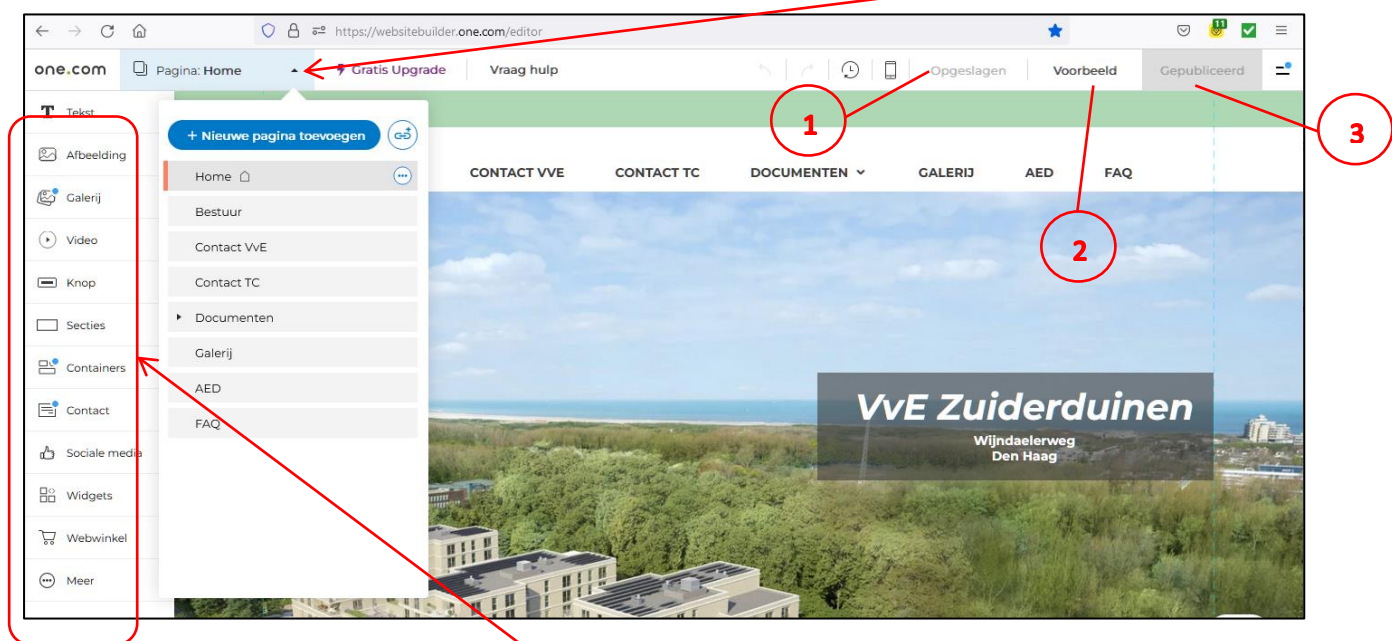 https://websitebuilder.one.com/editor
11
one.com
Pagina: Home
Gratis Upgrade
Vraag hulp
Opgeslagen
Voorbeeld
Gepubliceerd
1
3
2
Tekst
Afbeelding
Galerij
Video
Knop
Secties
Containers
Contact
Sociale media
Widgets
Webwinkel
Meer
+ Nieuwe pagina toevoegen
Home
Bestuur
Contact VvE
Contact TC
Documenten
Galerij
AED
FAQ
CONTACT VVE
CONTACT TC
DOCUMENTEN
GALERIJ
AED
FAQ
VvE Zuiderduinen
Wijndaelerweg
Den Haag